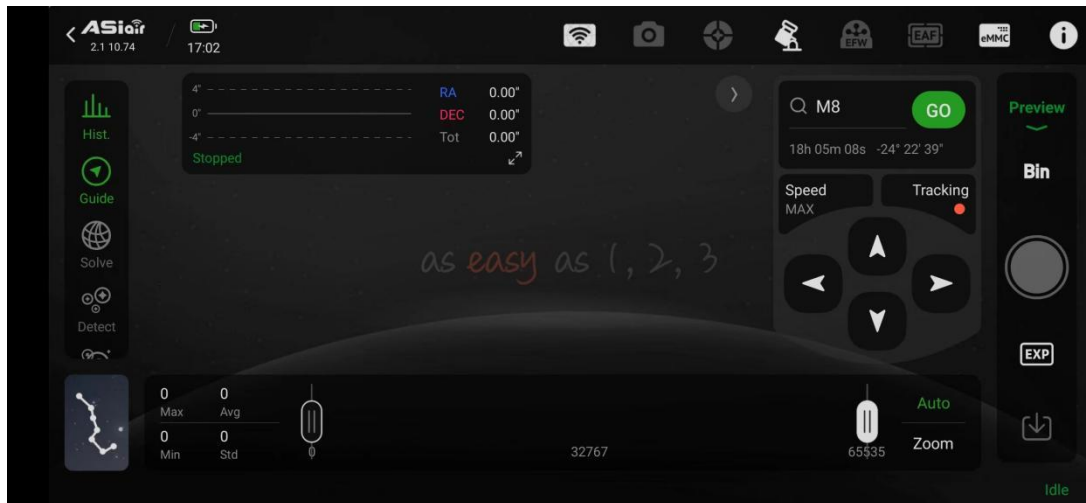 ASiair
2.1 10.74
17:02
EFW
EAF
eMMC
i
Hist.
Guide
Solve
Detect
4"
0"
-4"
RA 0.00"
DEC 0.00"
Tot 0.00"
Stopped
M8
GO
18h 05m 08s -24° 22' 39"
Speed
MAX
Tracking
Preview
Bin
EXP
as easy as 1, 2, 3
0 0
Max Avg
0 0
Min Std
0
32767
65535
Auto
Zoom
Idle